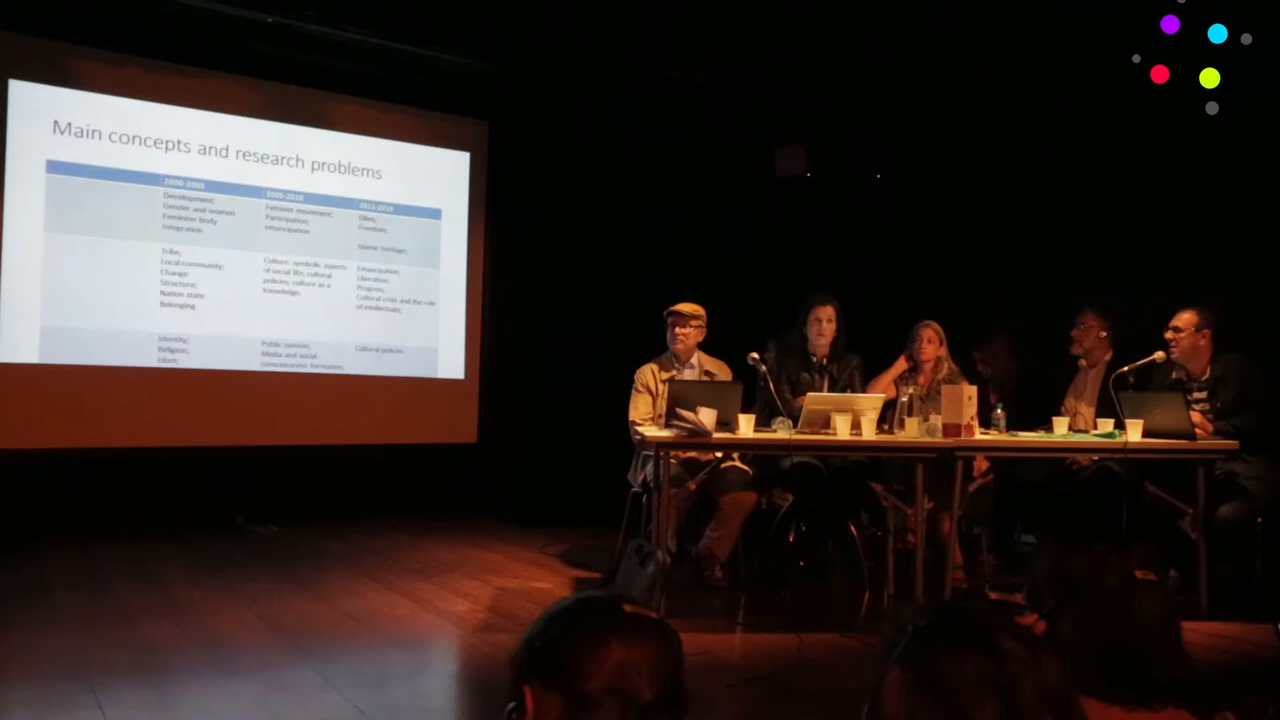 Main concepts and research problems
2000-2005
2005-2010
2011-2015
Development;
Gender and women
Feminine body
Integration
Feminist movement;
Participation;
emancipation
Elites;
Freedom;
Islamic heritage;
Tribe,
Local community;
Change
Structure;
Nation state
Belonging
Culture: symbolic aspects
of social life; cultural
policies; culture as a
knowledge.
Emancipation;
Liberation;
Progress,
Cultural crisis and the role
of intellectuals;
Identity;
Religion;
Islam;
Public opinion;
Media and social
consciousness formation;
Cultural policies